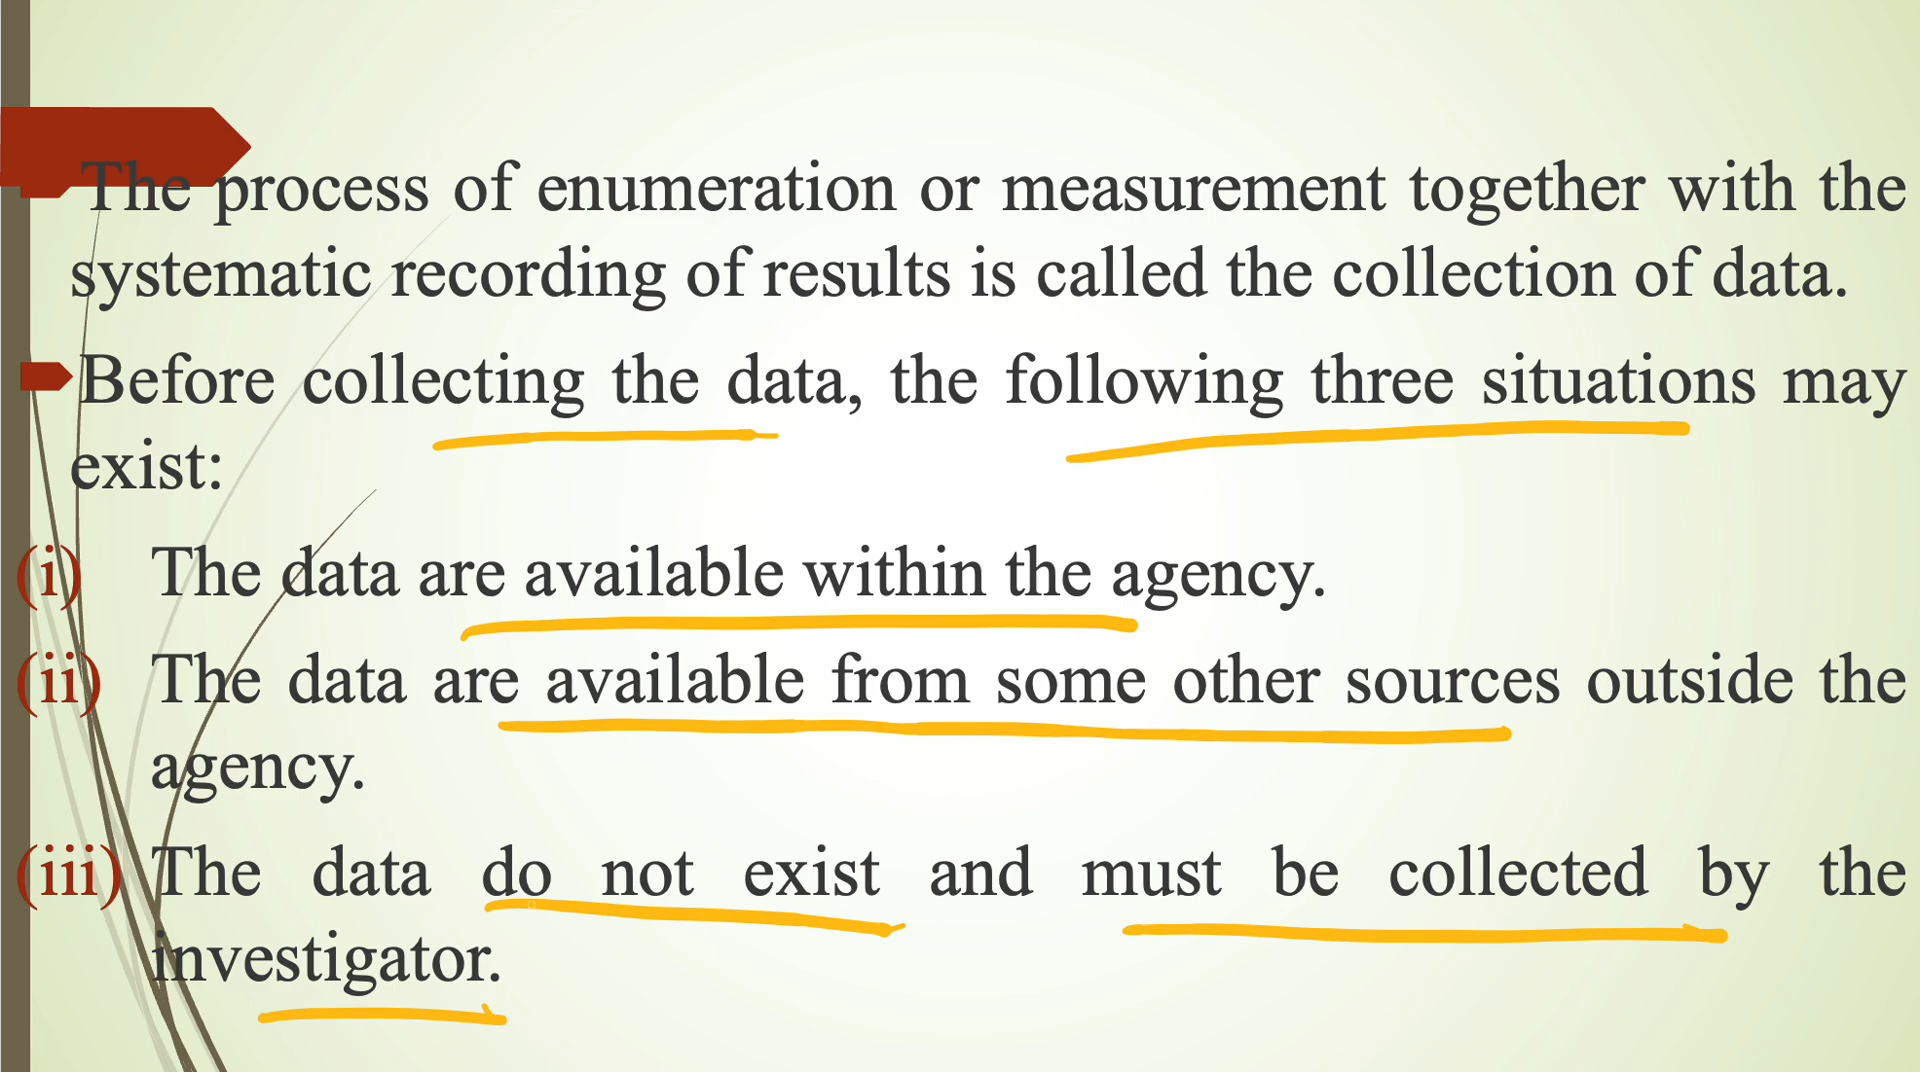 The process of enumeration or measurement together with the
systematic recording of results is called the collection of data.
Before collecting the data, the following three situations may
exist:
(i) The data are available within the agency.
(ii) The data are available from some other sources outside the
agency.
(iii) The data do not exist and must be collected by the
investigator.